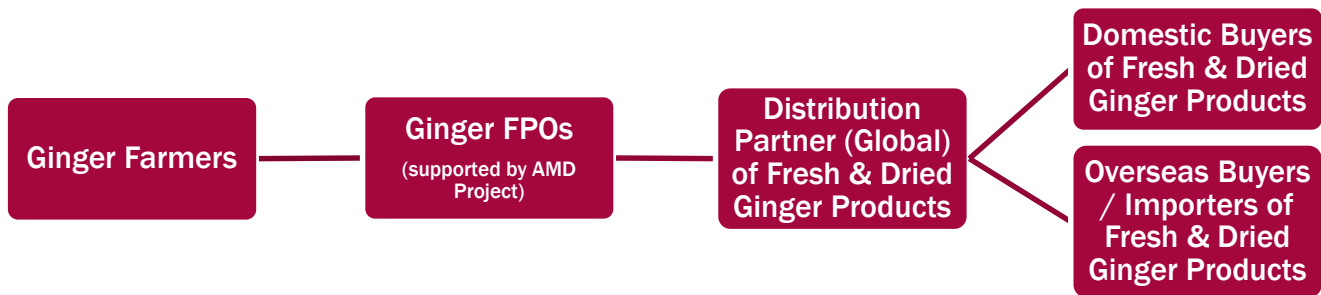 Ginger Farmers
Ginger FPOs
(supported by AMD
Project)
Distribution
Partner (Global)
of Fresh & Dried
Ginger Products
Domestic Buyers
of Fresh & Dried
Ginger Products
Overseas Buyers
/ Importers of
Fresh & Dried
Ginger Products